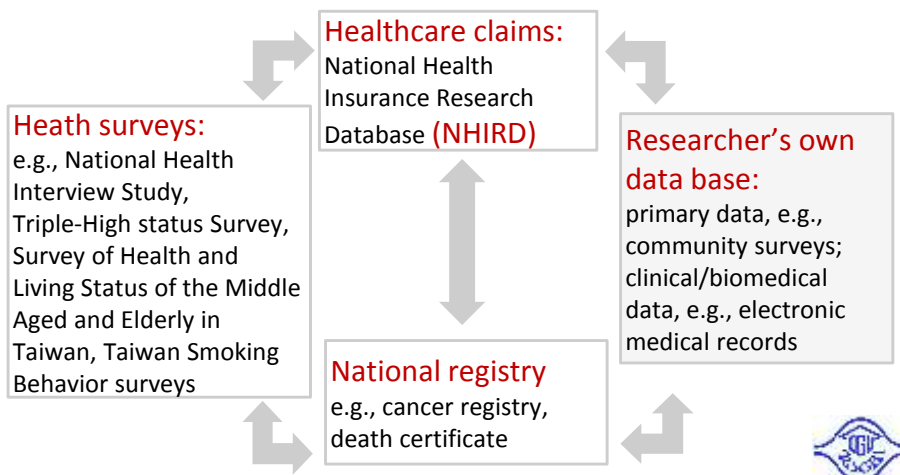 Healthcare claims:
National Health
Insurance Research
Database (NHIRD)
Heath surveys:
e.g., National Health
Interview Study,
Triple-High status Survey,
Survey of Health and
Living Status of the Middle
Aged and Elderly in
Taiwan, Taiwan Smoking
Behavior surveys
Researcher's own
data base:
primary data, e.g.,
community surveys;
clinical/biomedical
data, e.g., electronic
medical records
National registry
e.g., cancer registry,
death certificate